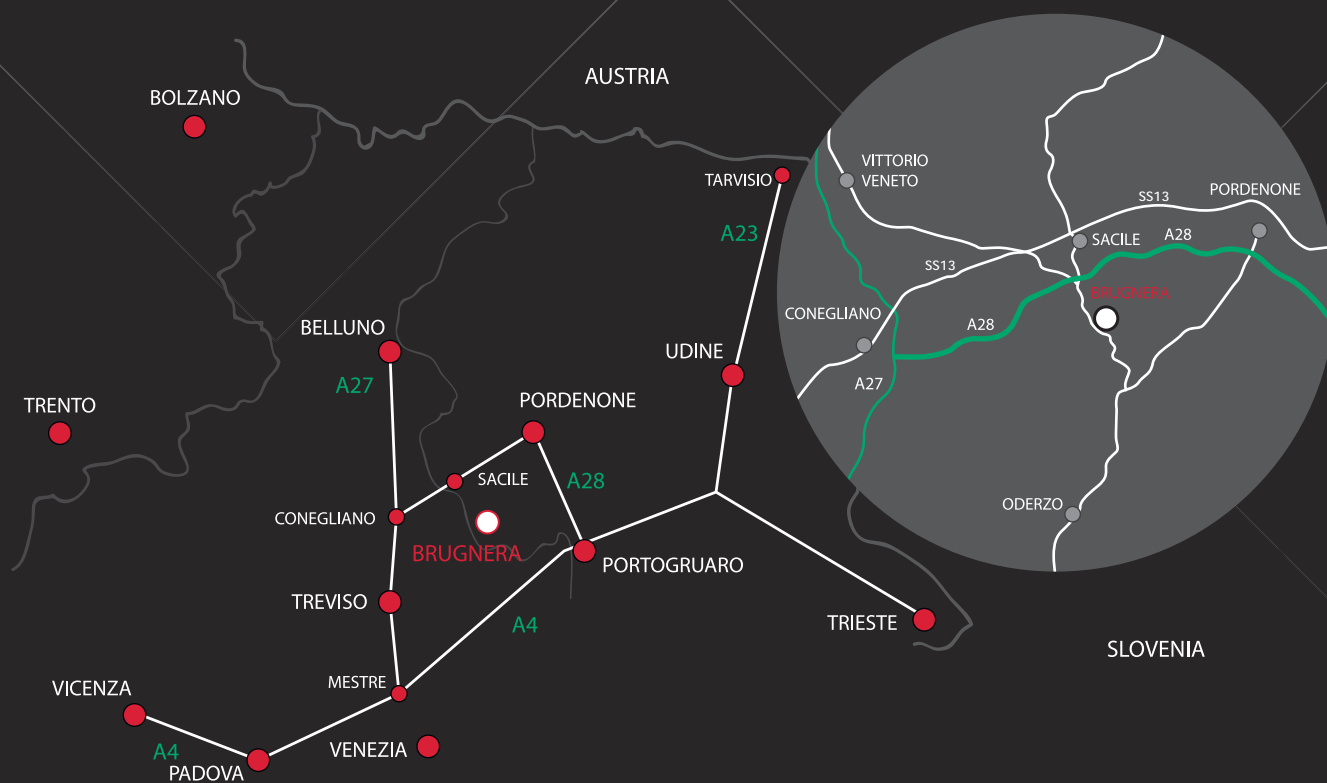 AUSTRIA
BOLZANO
TARVISIO
A23
BELLUNO
A27
UDINE
TRENTO
PORDENONE
SACILE
A28
CONEGLIANO
BRUGNERA
PORTOGRUARO
TREVISO
A4
TRIESTE
MESTRE
VICENZA
A4
PADOVA
VENEZIA
SLOVENIA
VITTORIO
VENETO
SS13
PORDENONE
SACILE
A28
SS13
BRUGNERA
CONEGLIANO
A28
A27
ODERZO